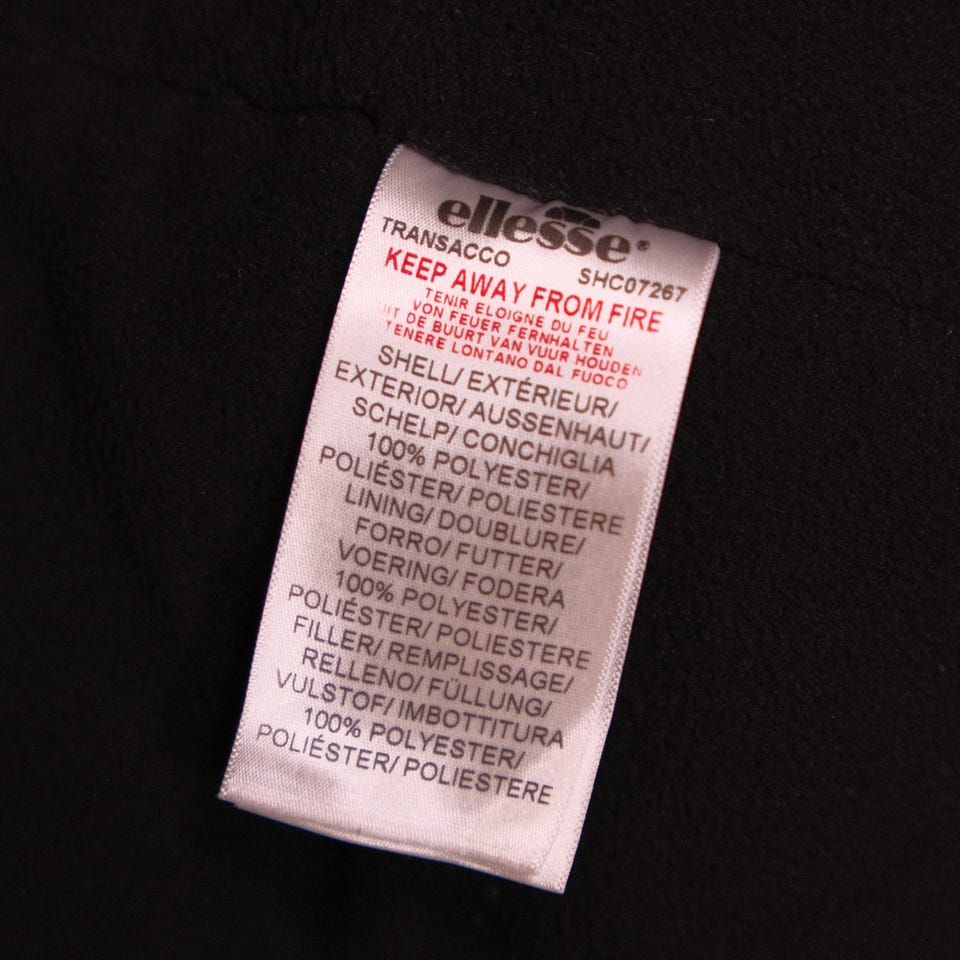 ellesse®
TRANSACCO SHC07267
KEEP AWAY FROM FIRE
TENIR ELOIGNE DU FEU
VON FEUER FERNHALTEN
DE BUURT VAN VUUR HOUDEN
TENERE LONTANO DAL FUOCO
SHELL/ EXTÉRIEUR/
EXTERIOR/ AUSSENHAUT/
SCHELP/ CONCHIGLIA
100% POLYESTER/
POLIÉSTER/ POLIESTERE
LINING/ DOUBLURE/
FORRO/ FUTTER/
VOERING/ FODERA
100% POLYESTER/
POLIÉSTER/ POLIESTERE
FILLER/ REMPLISSAGE/
RELLENO/ FÜLLUNG/
VULSTOF/ IMBOTTITURA
100% POLYESTER/
POLIÉSTER/ POLIESTERE